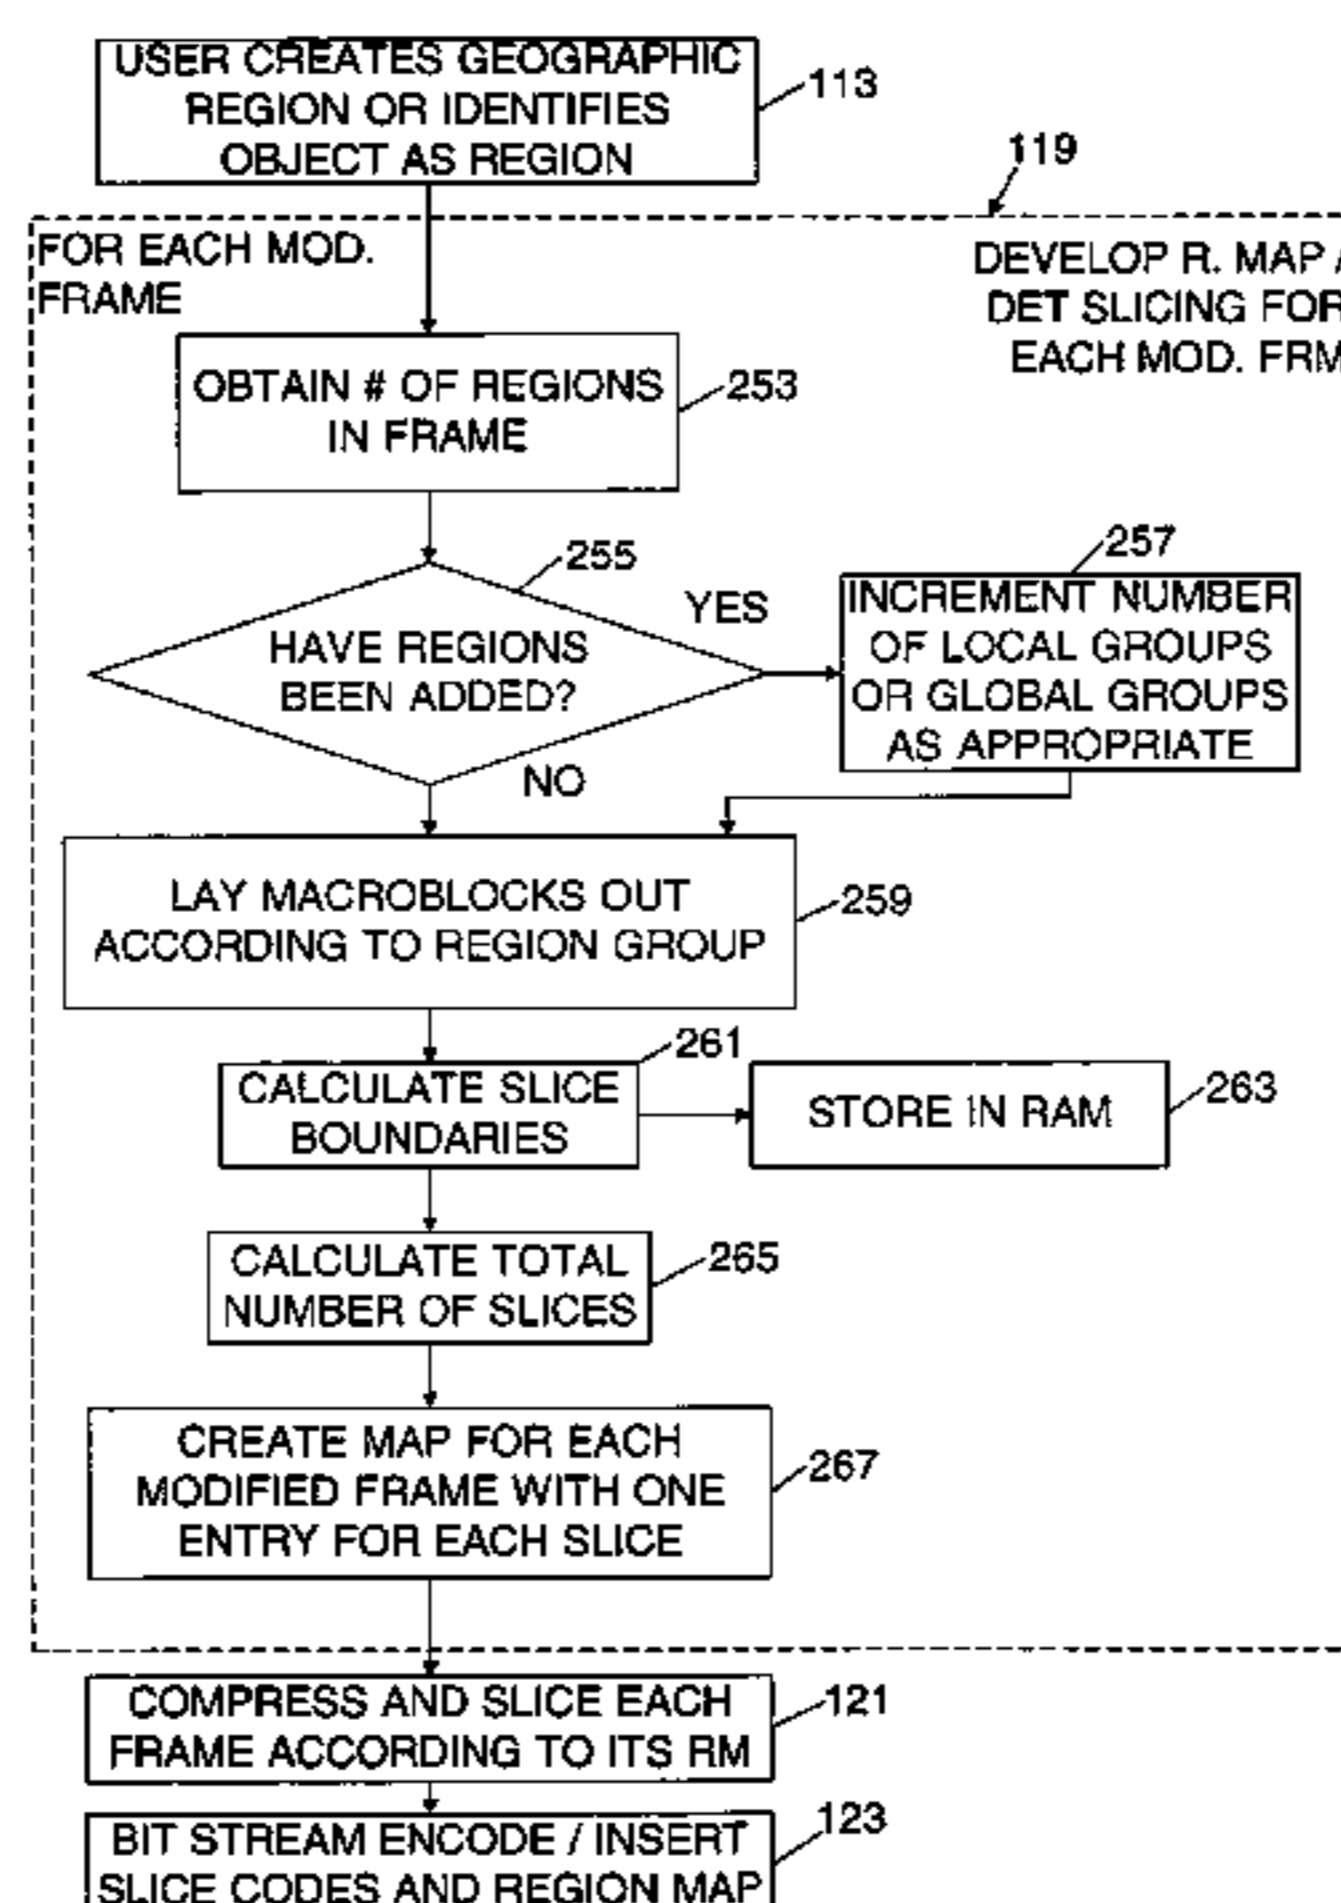 USER CREATES GEOGRAPHIC
REGION OR IDENTIFIES
OBJECT AS REGION
113
119
FOR EACH MOD.
FRAME
DEVELOP R. MAP
DET SLICING FOR
EACH MOD. FRM
OBTAIN # OF REGIONS
IN FRAME
253
255
HAVE REGIONS
BEEN ADDED?
YES
NO
257
INCREMENT NUMBER
OF LOCAL GROUPS
OR GLOBAL GROUPS
AS APPROPRIATE
LAY MACROBLOCKS OUT
ACCORDING TO REGION GROUP
259
261
CALCULATE SLICE
BOUNDARIES
STORE IN RAM
263
CALCULATE TOTAL
NUMBER OF SLICES
265
CREATE MAP FOR EACH
MODIFIED FRAME WITH ONE
ENTRY FOR EACH SLICE
267
COMPRESS AND SLICE EACH
FRAME ACCORDING TO ITS RM
121
BIT STREAM ENCODE / INSERT
SLICE CODES AND REGION MAP
123